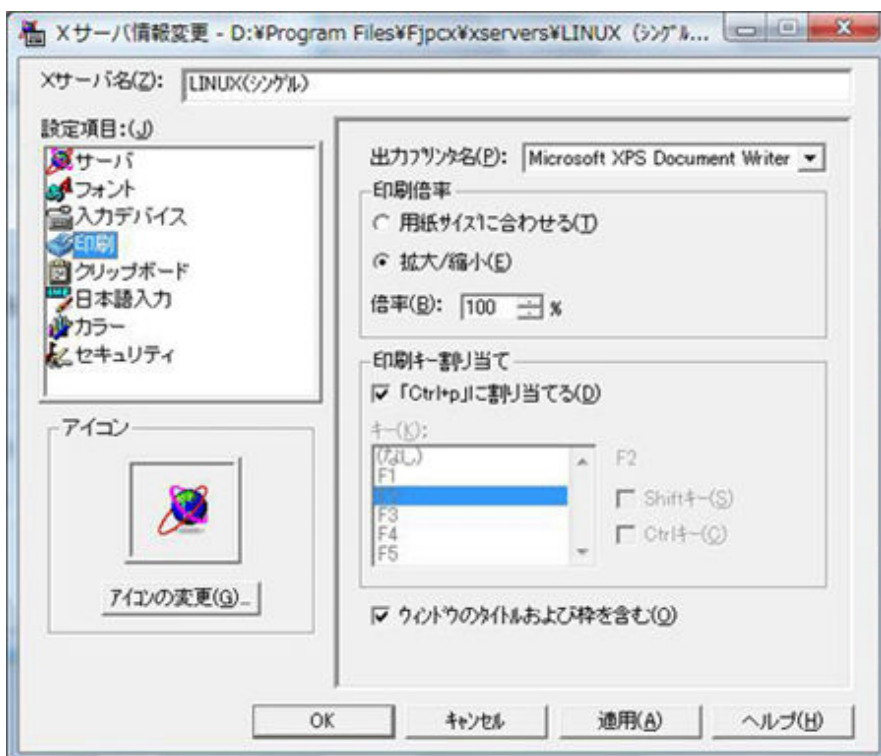 Xサーバ情報変更 - D:¥Program Files¥Fjpcx¥xservers¥LINUX (ｼﾝｸﾞﾙ...
Xサーバ名(Z): LINUX(ｼﾝｸﾞﾙ)
設定項目:(J)
サーバ
フォント
入力デバイス
印刷
クリップボード
日本語入力
カラー
セキュリティ
アイコン
アイコンの変更(G)...
出力プリンタ名(P): Microsoft XPS Document Writer
印刷倍率
用紙サイズに合わせる(T)
拡大/縮小(E)
倍率(B): 100 %
印刷キー割り当て
「Ctrl+p」に割り当てる(D)
キー(K):
(なし)
F1
F2
F3
F4
F5
F2
Shiftキー(S)
Ctrlキー(C)
ウィンドウのタイトルおよび枠を含む(O)
OK
キャンセル
適用(A)
ヘルプ(H)